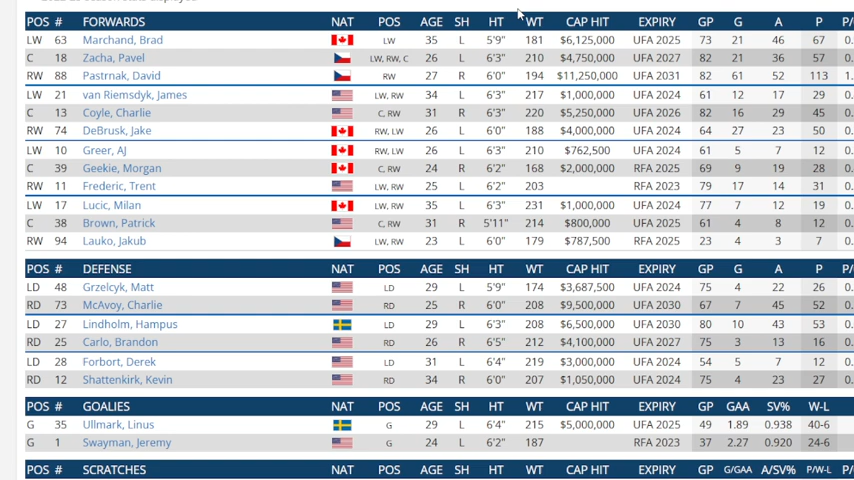 POS # FORWARDS NAT POS AGE SH HT WT CAP HIT EXPIRY GP G A P P/
LW 63 Marchand, Brad LW 35 L 5'9" 181 $6,125,000 UFA 2025 73 21 46 67 0.
C 18 Zacha, Pavel LW, RW, C 26 L 6'3" 210 $4,750,000 UFA 2027 82 21 36 57 0.
RW 88 Pastrnak, David RW 27 R 6'0" 194 $11,250,000 UFA 2031 82 61 52 113 1.
LW 21 van Riemsdyk, James LW, RW 34 L 6'3" 217 $1,000,000 UFA 2024 61 12 17 29 0.
C 13 Coyle, Charlie C, RW 31 R 6'3" 220 $5,250,000 UFA 2026 82 16 29 45 0.
RW 74 DeBrusk, Jake RW, LW 26 L 6'0" 188 $4,000,000 UFA 2024 64 27 23 50 0.
LW 10 Greer, AJ LW, RW 26 L 6'3" 210 $762,500 UFA 2024 61 5 7 12 0.
C 39 Geekie, Morgan C, RW 24 R 6'2" 168 $2,000,000 RFA 2025 69 9 19 28 0.
RW 11 Frederic, Trent LW, RW 25 L 6'2" 203 RFA 2023 79 17 14 31 0.
LW 17 Lucic, Milan LW, RW 35 L 6'3" 231 $1,000,000 UFA 2024 77 7 12 19 0.
C 38 Brown, Patrick C, RW 31 R 5'11" 214 $800,000 UFA 2025 61 4 8 12 0.
RW 94 Lauko, Jakub LW, RW 23 L 6'0" 179 $787,500 RFA 2025 23 4 3 7 0.
POS # DEFENSE NAT POS AGE SH HT WT CAP HIT EXPIRY GP G A P P/
LD 48 Grzelcyk, Matt LD 29 L 5'9" 174 $3,687,500 UFA 2024 75 4 22 26 0.
RD 73 McAvoy, Charlie RD 25 R 6'0" 208 $9,500,000 UFA 2030 67 7 45 52 0.
LD 27 Lindholm, Hampus LD 29 L 6'3" 208 $6,500,000 UFA 2030 80 10 43 53 0.
RD 25 Carlo, Brandon RD 26 R 6'5" 212 $4,100,000 UFA 2027 75 3 13 16 0.
LD 28 Forbort, Derek LD 31 L 6'4" 219 $3,000,000 UFA 2024 54 5 7 12 0.
RD 12 Shattenkirk, Kevin RD 34 R 6'0" 207 $1,050,000 UFA 2024 75 4 23 27 0.
POS # GOALIES NAT POS AGE SH HT WT CAP HIT EXPIRY GP GAA SV% W-L
G 35 Ullmark, Linus G 29 L 6'4" 215 $5,000,000 UFA 2025 49 1.89 0.938 40-6
G 1 Swayman, Jeremy G 24 L 6'2" 187 RFA 2023 37 2.27 0.920 24-6
POS # SCRATCHES NAT POS AGE SH HT WT CAP HIT EXPIRY GP G/GAA A/SV% P/W-L P/